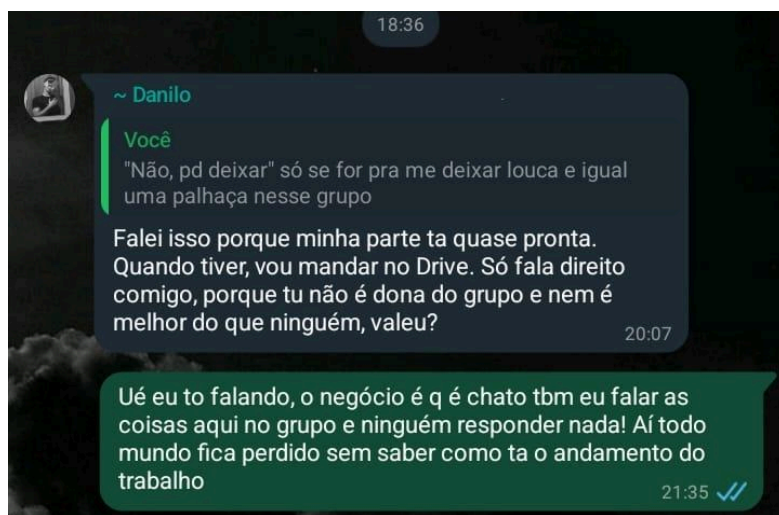 18:36
~ Danilo
Você
"Não, pd deixar" só se for pra me deixar louca e igual
uma palhaça nesse grupo
Falei isso porque minha parte ta quase pronta.
Quando tiver, vou mandar no Drive. Só fala direito
comigo, porque tu não é dona do grupo e nem é
melhor do que ninguém, valeu?
20:07
Ué eu to falando, o negócio é q é chato tbm eu falar as
coisas aqui no grupo e ninguém responder nada! Aí todo
mundo fica perdido sem saber como ta o andamento do
trabalho
21:35